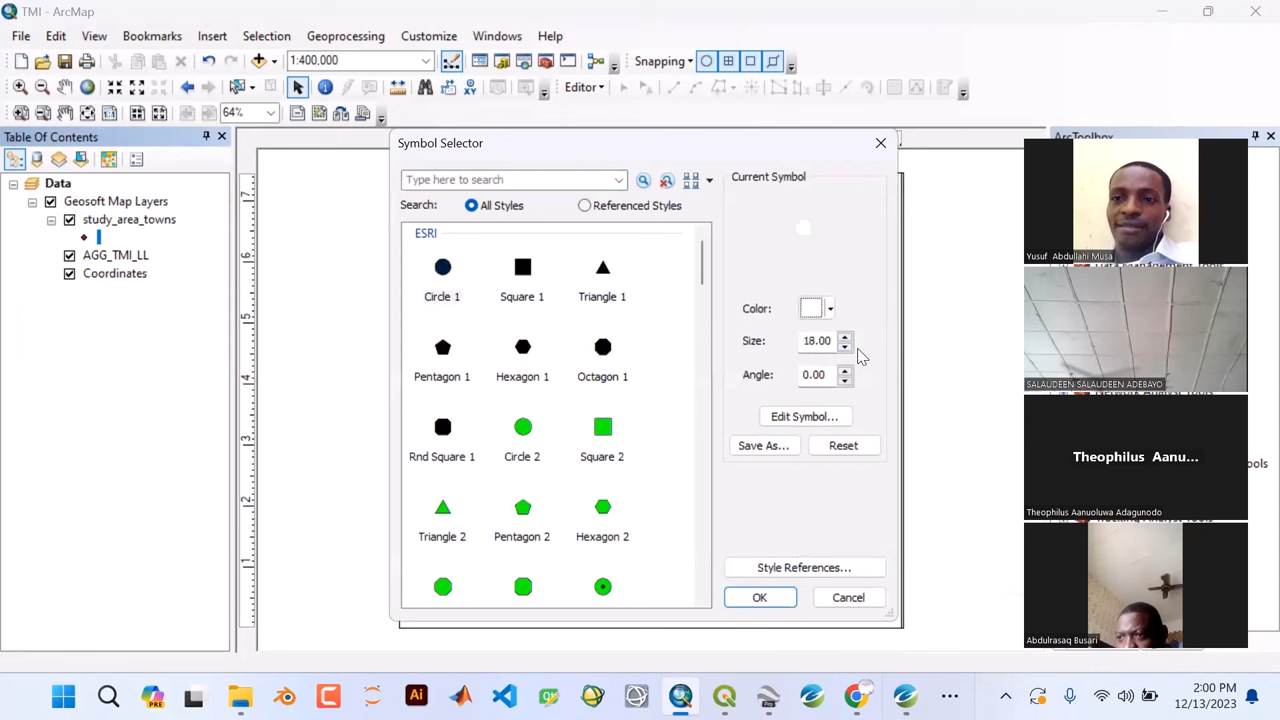 TMI - ArcMap
File Edit View Bookmarks Insert Selection Geoprocessing Customize Windows Help
1:400,000
Snapping
Editor
64%
Table Of Contents
Data
Geosoft Map Layers
study_area_towns
AGG_TMI_LL
Coordinates
Symbol Selector
Type here to search
Search: All Styles Referenced Styles
ESRI
Circle 1 Square 1 Triangle 1
Pentagon 1 Hexagon 1 Octagon 1
Rnd Square 1 Circle 2 Square 2
Triangle 2 Pentagon 2 Hexagon 2
Current Symbol
Color:
Size: 18.00
Angle: 0.00
Edit Symbol...
Save As... Reset
Style References...
OK Cancel
ArcToolbox
Yusuf Abdullahi Musa
SALAUDEEN SALAUDEEN ADEBAYO
Theophilus Aanu...
Theophilus Aanuoluwa Adagunodo
Abdulrasaq Busari
2:00 PM
12/13/2023